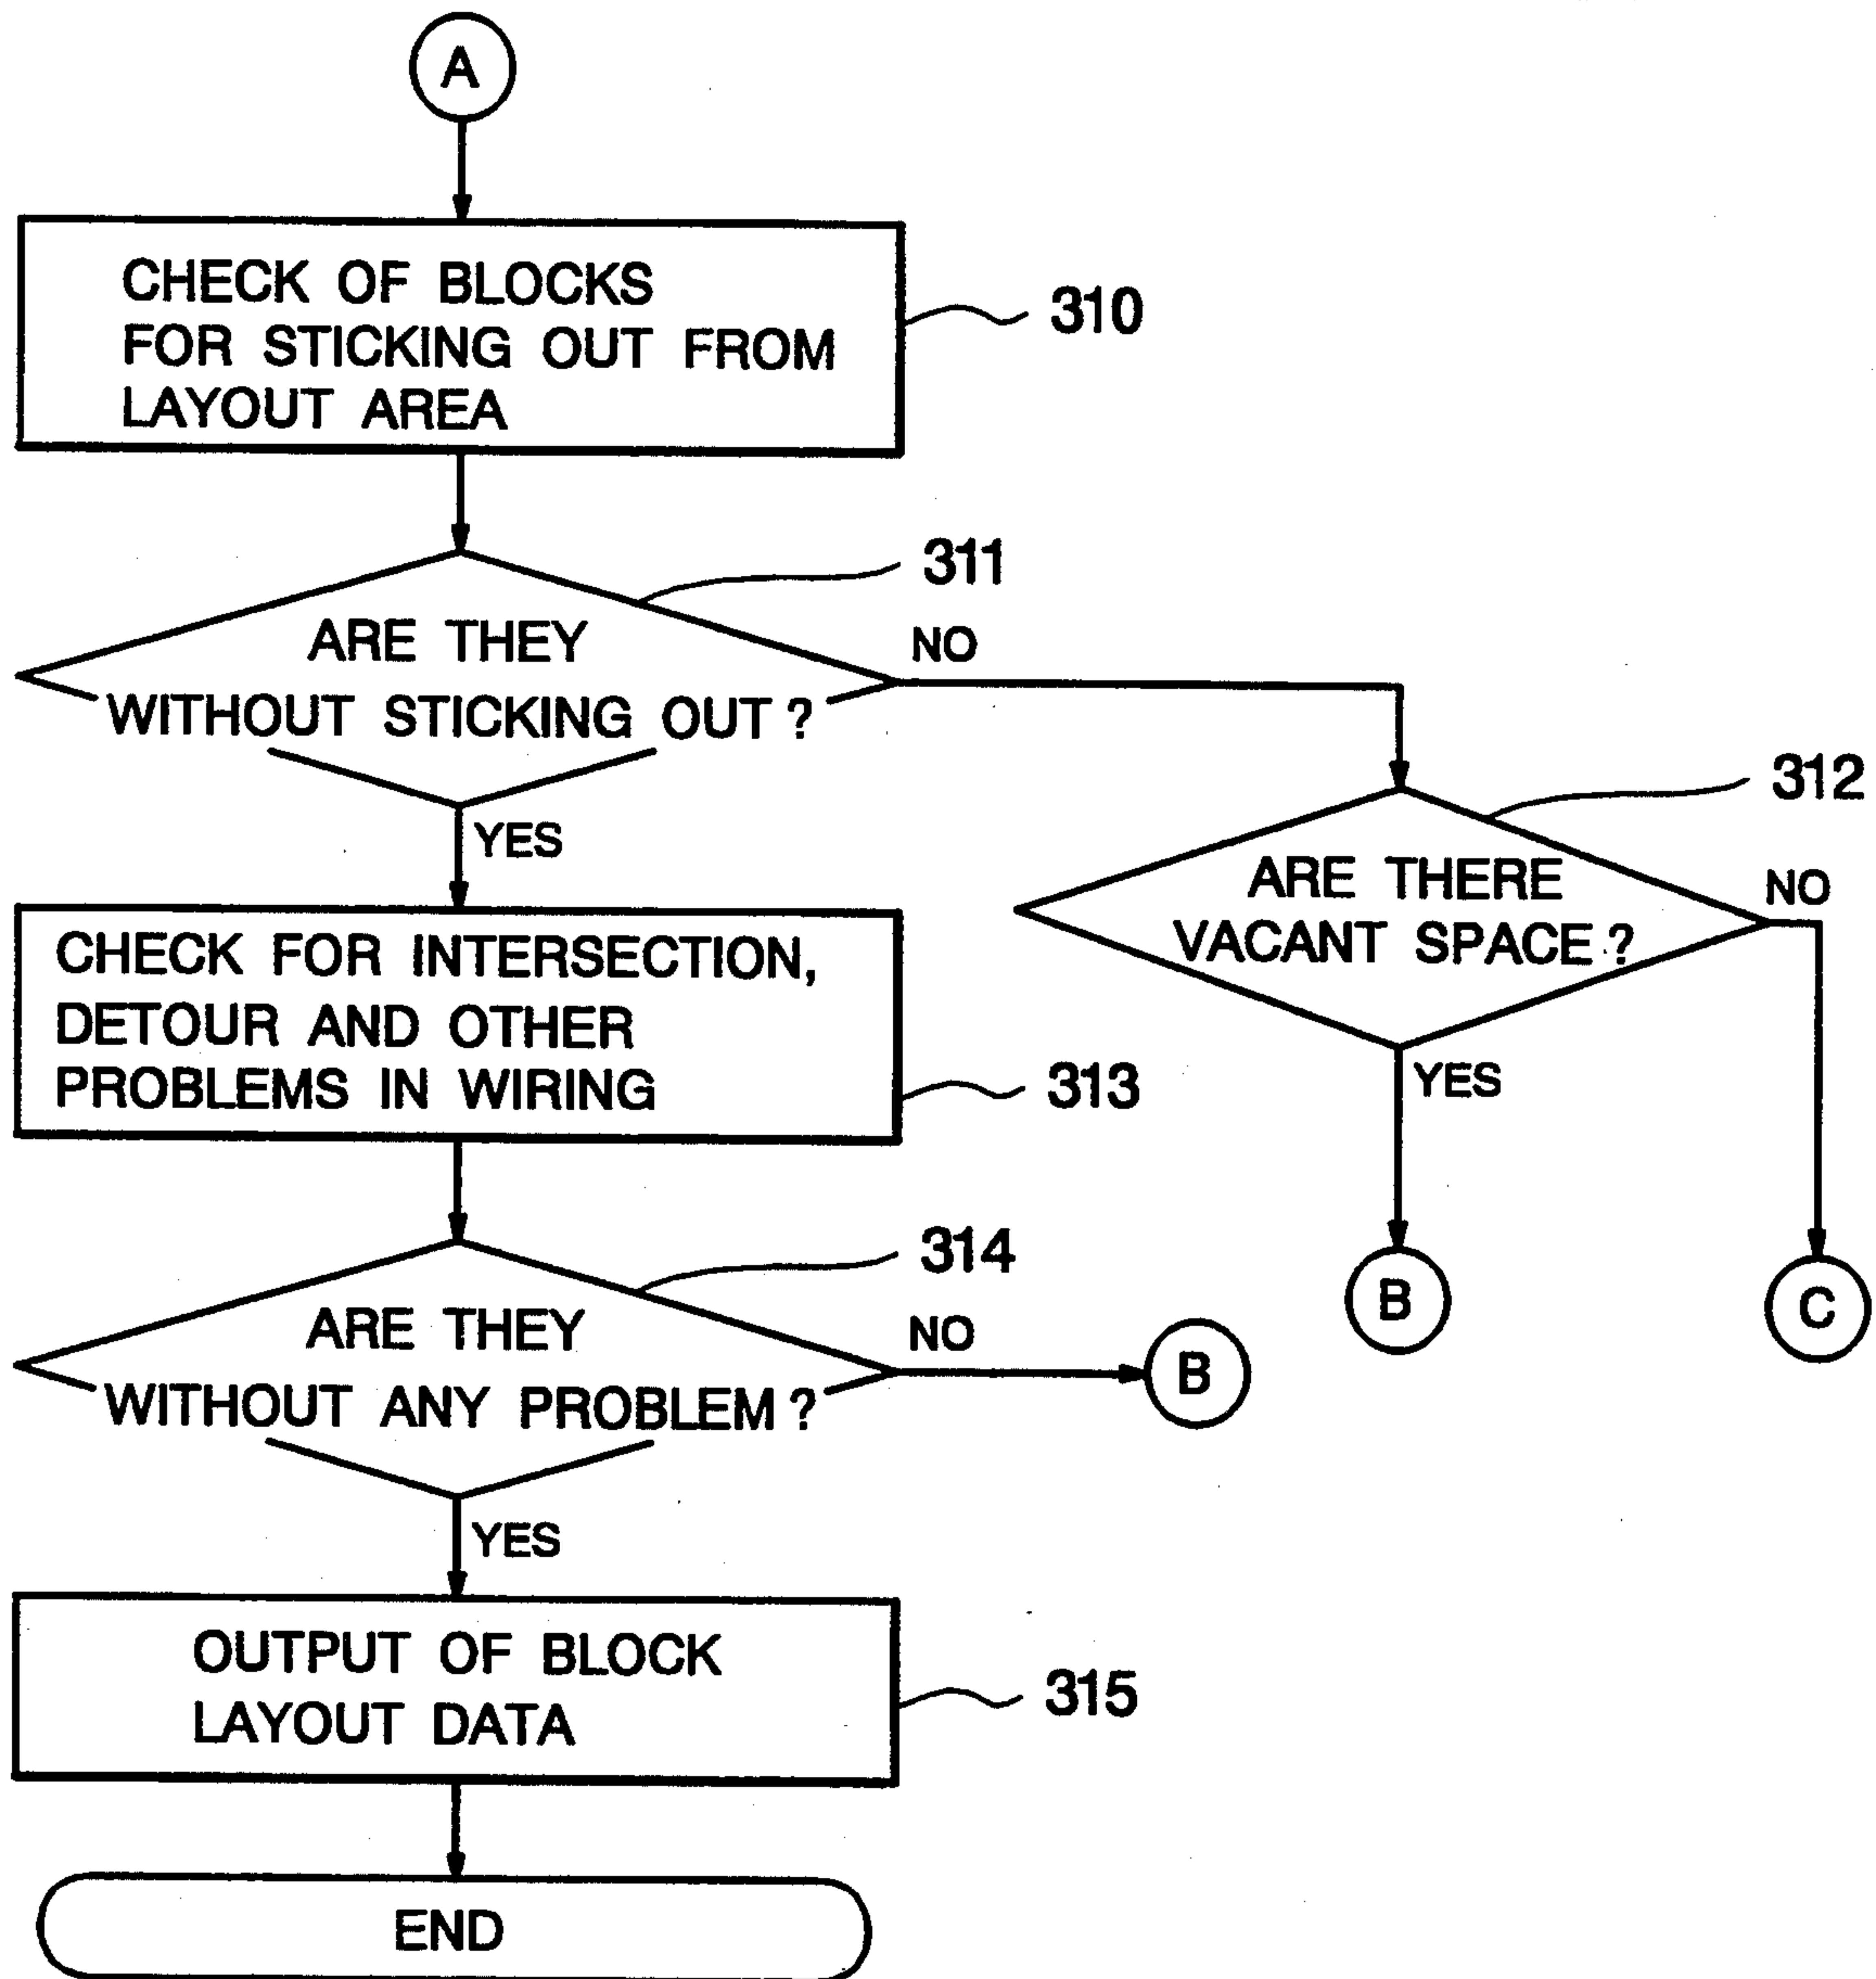 A
CHECK OF BLOCKS
FOR STICKING OUT FROM
LAYOUT AREA
310
311
ARE THEY
WITHOUT STICKING OUT?
NO
YES
312
ARE THERE
VACANT SPACE?
NO
YES
CHECK FOR INTERSECTION,
DETOUR AND OTHER
PROBLEMS IN WIRING
313
314
ARE THEY
WITHOUT ANY PROBLEM?
NO
B
B
C
YES
OUTPUT OF BLOCK
LAYOUT DATA
315
END